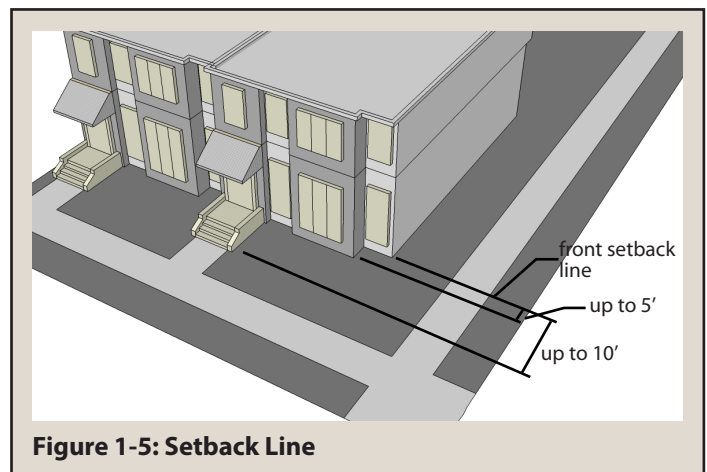 front setback
line
up to 5’
up to 10’
Figure 1-5: Setback Line